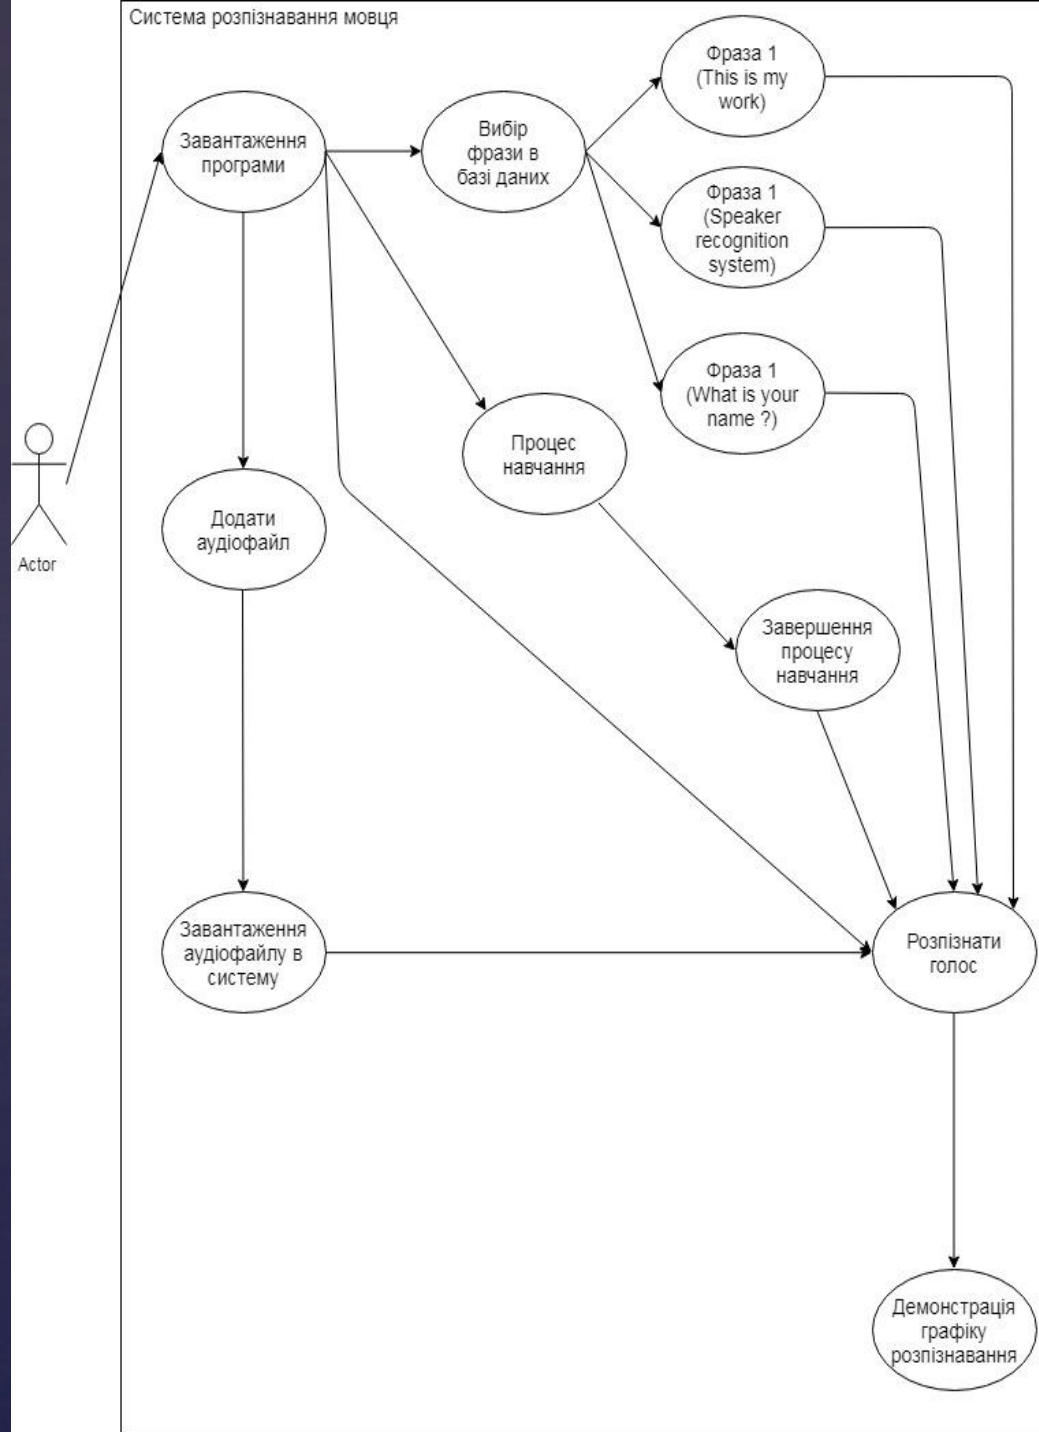 Система розпізнавання мовця
Фраза 1
(This is my
work)
Завантаження
програми
Вибір
фрази в
базі даних
Фраза 1
(Speaker
recognition
system)
Фраза 1
(What is your
name ?)
Процес
навчання
Додати
аудіофайл
Actor
Завершення
процесу
навчання
Завантаження
аудіофайлу в
систему
Розпізнати
голос
Демонстрація
графіку
розпізнавання